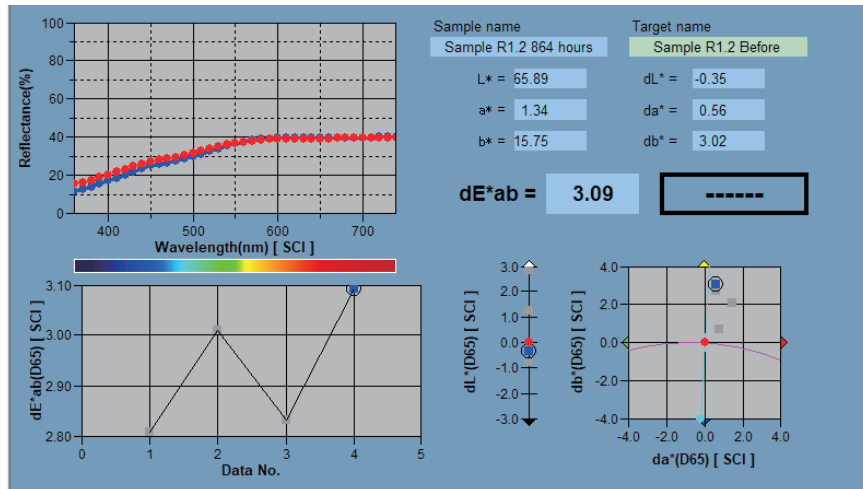 Sample name
Target name
Sample R1.2 864 hours
Sample R1.2 Before
L* = 65.89
dL* = -0.35
a* = 1.34
da* = 0.56
b* = 15.75
db* = 3.02
dE*ab = 3.09
------
Reflectance(%)
100
80
60
40
20
0
400 500 600 700
Wavelength(nm) [ SCI ]
dE*ab(D65) [ SCI ]
3.10
3.00
2.90
2.80
0 1 2 3 4 5
Data No.
dL*(D65) [ SCI ]
3.0
2.0
1.0
0.0
-1.0
-2.0
-3.0
db*(D65) [ SCI ]
4.0
2.0
0.0
-2.0
-4.0
-4.0 -2.0 0.0 2.0 4.0
da*(D65) [ SCI ]